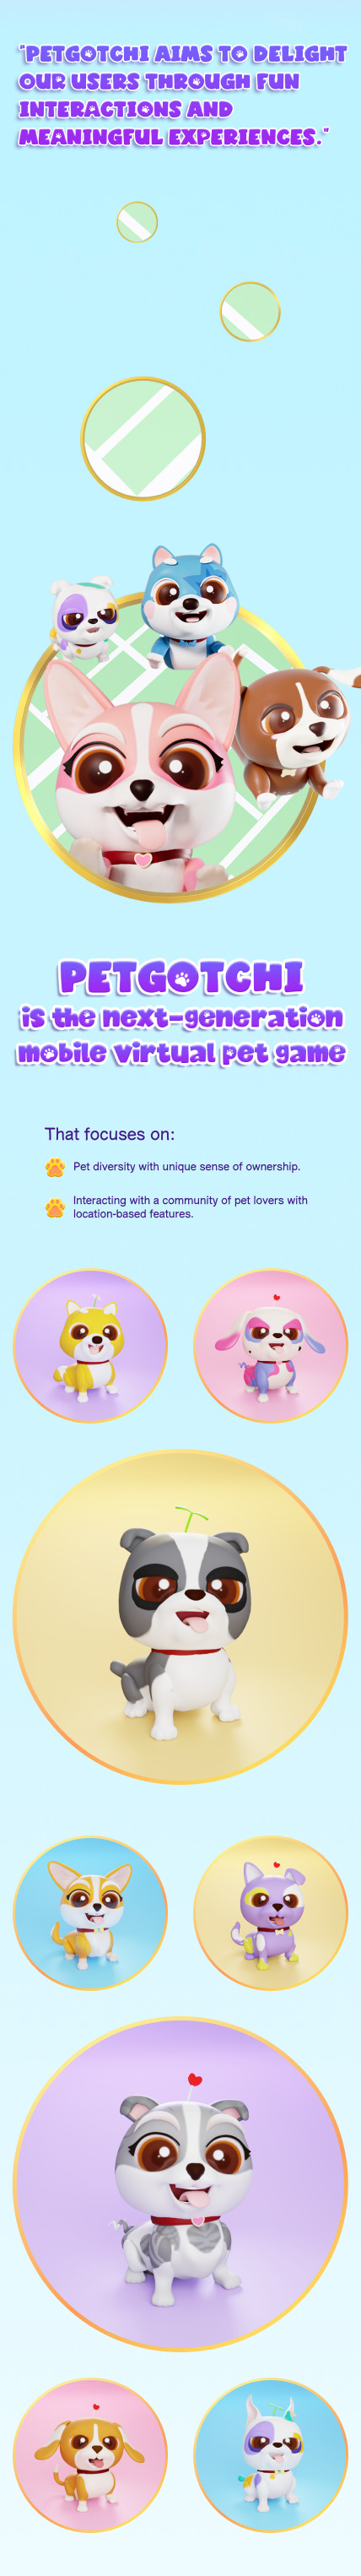 "PETGOTCHI AIMS TO DELIGHT
OUR USERS THROUGH FUN
INTERACTIONS AND
MEANINGFUL EXPERIENCES."
PETGOTCHI
is the next-generation
mobile virtual pet game
That focuses on:
Pet diversity with unique sense of ownership.
Interacting with a community of pet lovers with
location-based features.